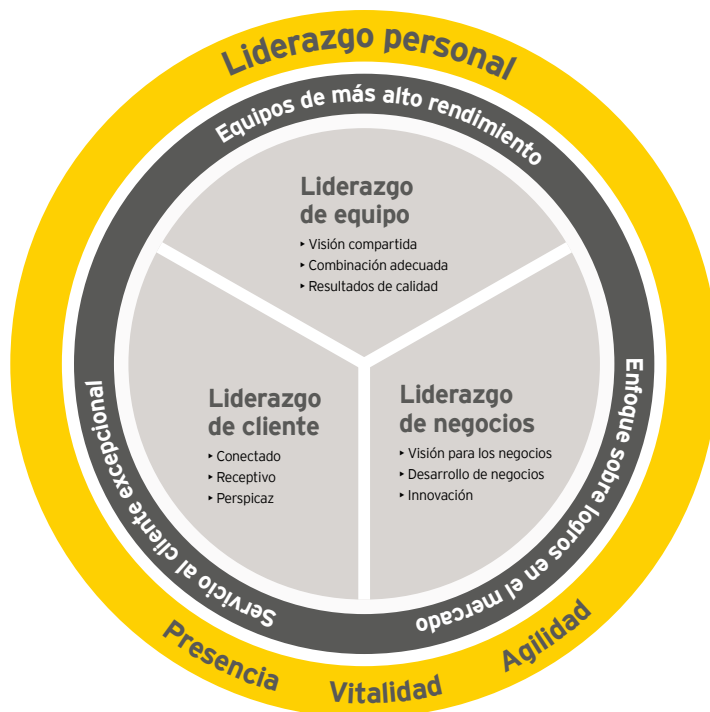 Liderazgo personal
Equipos de más alto rendimiento
Liderazgo
de equipo
‣ Visión compartida
‣ Combinación adecuada
‣ Resultados de calidad
Liderazgo
de cliente
‣ Conectado
‣ Receptivo
‣ Perspicaz
Liderazgo
de negocios
‣ Visión para los negocios
‣ Desarrollo de negocios
‣ Innovación
Servicio al cliente excepcional
Enfoque sobre logros en el mercado
Presencia
Vitalidad
Agilidad